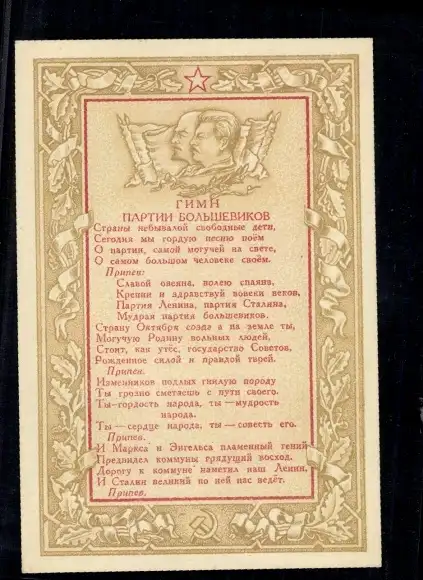 ГИМН
ПАРТИИ БОЛЬШЕВИКОВ
Страны небывалой свободные дети,
Сегодня мы гордую песню поём
О партии, самой могучей на свете,
О самом большом человеке своём.
Припев:
Славой овеяна, волею спаяна,
Крепни и здравствуй вовеки веков,
Партия Ленина, партия Сталина,
Мудрая партия большевиков.
Страну Октября созда а на земле ты,
Могучую Родину вольных людей,
Стоит, как утёс, государство Советов,
Рожденное силой и правдой твоей.
Припев.
Изменников подлых гнилую породу
Ты грозно сметаешь с пути своего.
Ты-гордость народа, ты—мудрость
народа.
Ты—сердце народа, ты—совесть его.
Припев.
И Маркса и Энгельса пламенный гений
Предвидел коммуны грядущий восход.
Дорогу к коммуне наметил наш Ленин,
И Сталин великий по ней нас ведёт.
Припев.